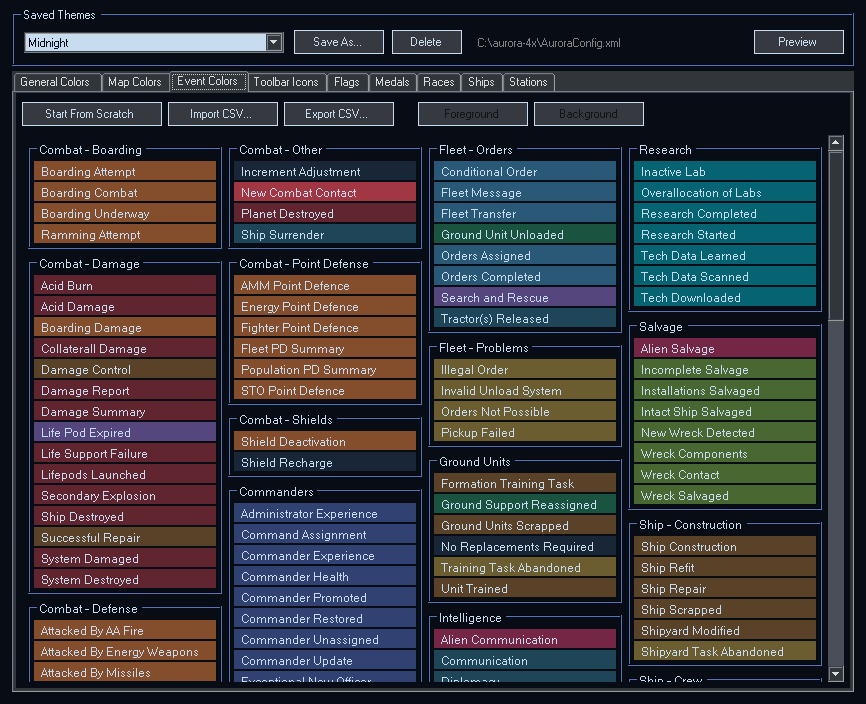 Saved Themes
Midnight
Save As...
Delete
C:\aurora-4x\AuroraConfig.xml
Preview
General Colors
Map Colors
Event Colors
Toolbar Icons
Flags
Medals
Races
Ships
Stations
Start From Scratch
Import CSV...
Export CSV...
Foreground
Background
Combat - Boarding
Boarding Attempt
Boarding Combat
Boarding Underway
Ramming Attempt
Combat - Damage
Acid Burn
Acid Damage
Boarding Damage
Collaterall Damage
Damage Control
Damage Report
Damage Summary
Life Pod Expired
Life Support Failure
Lifepods Launched
Secondary Explosion
Ship Destroyed
Successful Repair
System Damaged
System Destroyed
Combat - Defense
Attacked By AA Fire
Attacked By Energy Weapons
Attacked By Missiles
Combat - Other
Increment Adjustment
New Combat Contact
Planet Destroyed
Ship Surrender
Combat - Point Defense
AMM Point Defence
Energy Point Defence
Fighter Point Defence
Fleet PD Summary
Population PD Summary
STO Point Defence
Combat - Shields
Shield Deactivation
Shield Recharge
Commanders
Administrator Experience
Command Assignment
Commander Experience
Commander Health
Commander Promoted
Commander Restored
Commander Unassigned
Commander Update
Exceptional New Officer
Fleet - Orders
Conditional Order
Fleet Message
Fleet Transfer
Ground Unit Unloaded
Orders Assigned
Orders Completed
Search and Rescue
Tractor(s) Released
Fleet - Problems
Illegal Order
Invalid Unload System
Orders Not Possible
Pickup Failed
Ground Units
Formation Training Task
Ground Support Reassigned
Ground Units Scrapped
No Replacements Required
Training Task Abandoned
Unit Trained
Intelligence
Alien Communication
Communication
Diplomacy
Research
Inactive Lab
Overallocation of Labs
Research Completed
Research Started
Tech Data Learned
Tech Data Scanned
Tech Downloaded
Salvage
Alien Salvage
Incomplete Salvage
Installations Salvaged
Intact Ship Salvaged
New Wreck Detected
Wreck Components
Wreck Contact
Wreck Salvaged
Ship - Construction
Ship Construction
Ship Refit
Ship Repair
Ship Scrapped
Shipyard Modified
Shipyard Task Abandoned
Ship - Crew